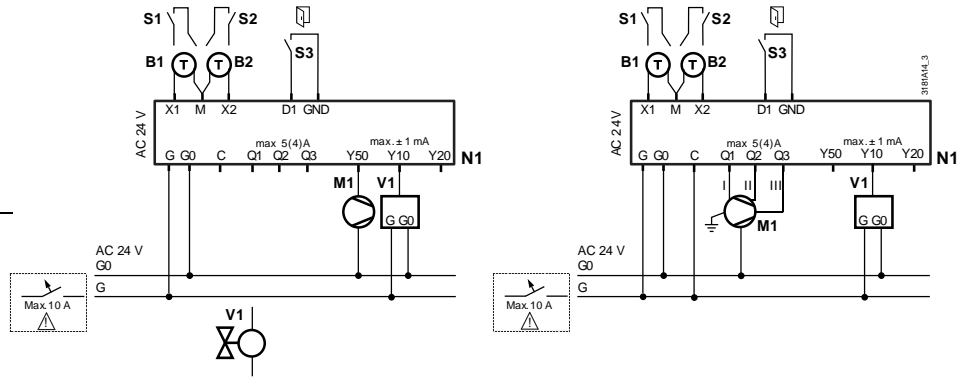 S1 S2
S3
B1 T T B2
X1 M X2 D1 GND
AC 24 V
max 5(4)A max.± 1 mA
G G0 C Q1 Q2 Q3 Y50 Y10 Y20 N1
M1 V1
G G0
AC 24 V
G0
G
Max. 10 A
V1
S1 S2
S3
B1 T T B2
3181A14_3
X1 M X2 D1 GND
AC 24 V
max 5(4)A max.± 1 mA
G G0 C Q1 Q2 Q3 Y50 Y10 Y20 N1
I II III V1
M1 G G0
AC 24 V
G0
G
Max. 10 A